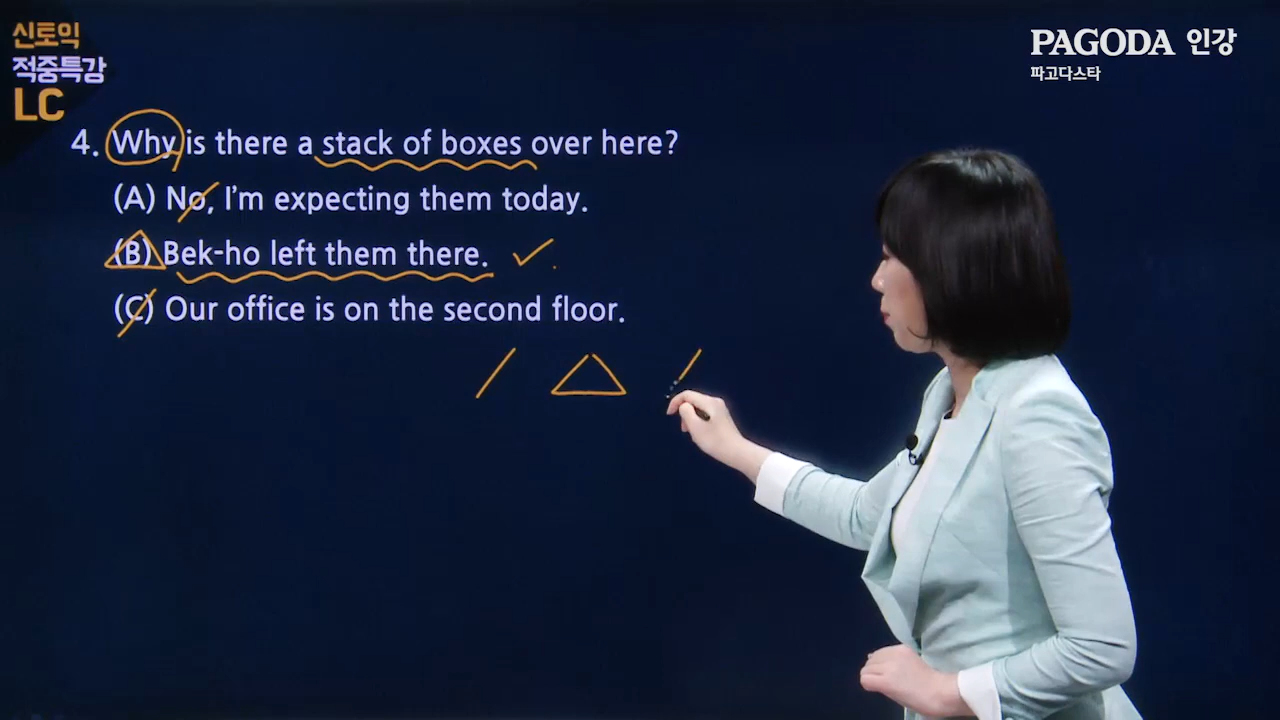 신토익
적중특강
LC
PAGODA 인강
파고다스타
4. Why is there a stack of boxes over here?
(A) No, I'm expecting them today.
(B) Bek-ho left them there.
(C) Our office is on the second floor.